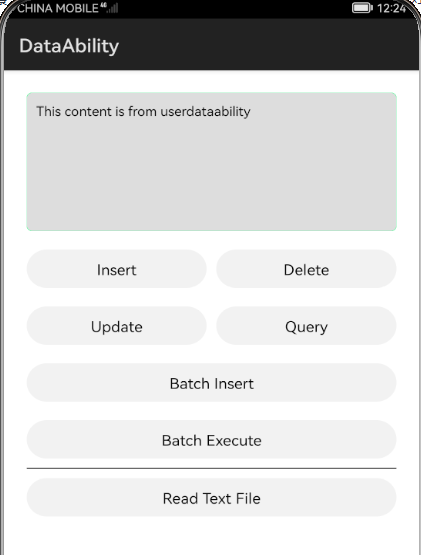 CHINA MOBILE 12:24
DataAbility
This content is from userdataability
Insert Delete
Update Query
Batch Insert
Batch Execute
Read Text File